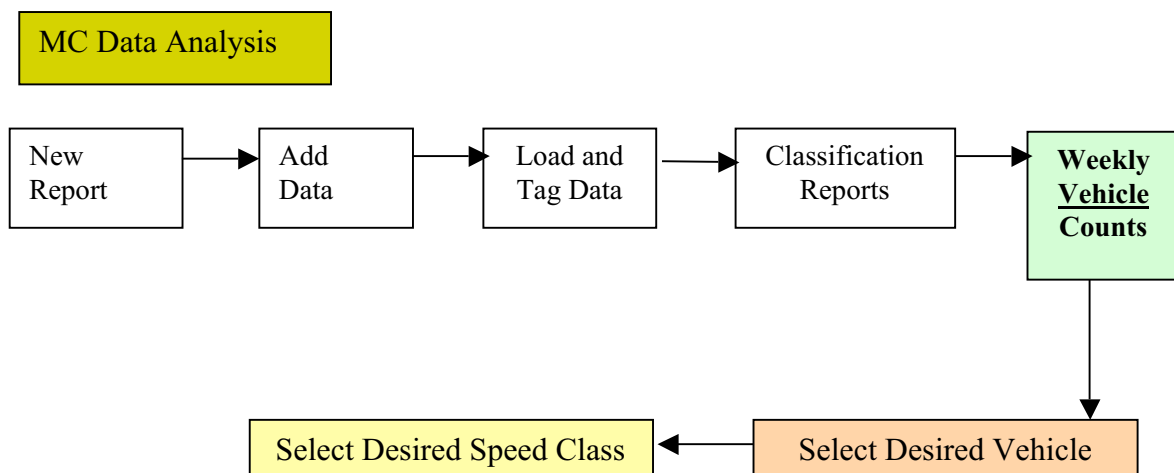 MC Data Analysis
New
Report
Add
Data
Load and
Tag Data
Classification
Reports
Weekly
Vehicle
Counts
Select Desired Vehicle
Select Desired Speed Class